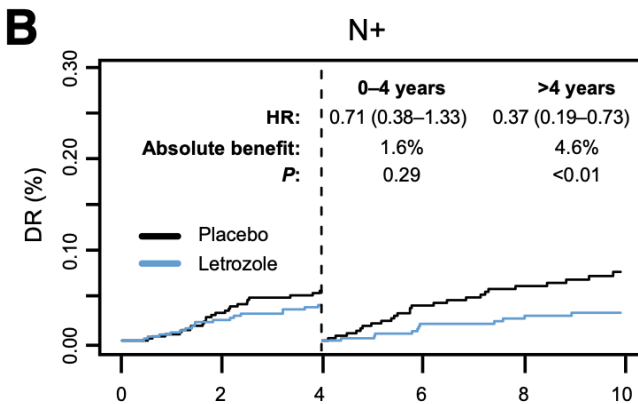 B
N+
0–4 years >4 years
HR: 0.71 (0.38–1.33) 0.37 (0.19–0.73)
Absolute benefit: 1.6% 4.6%
P: 0.29 <0.01
Placebo
Letrozole
DR (%)
0.30
0.20
0.10
0.00
0 2 4 6 8 10